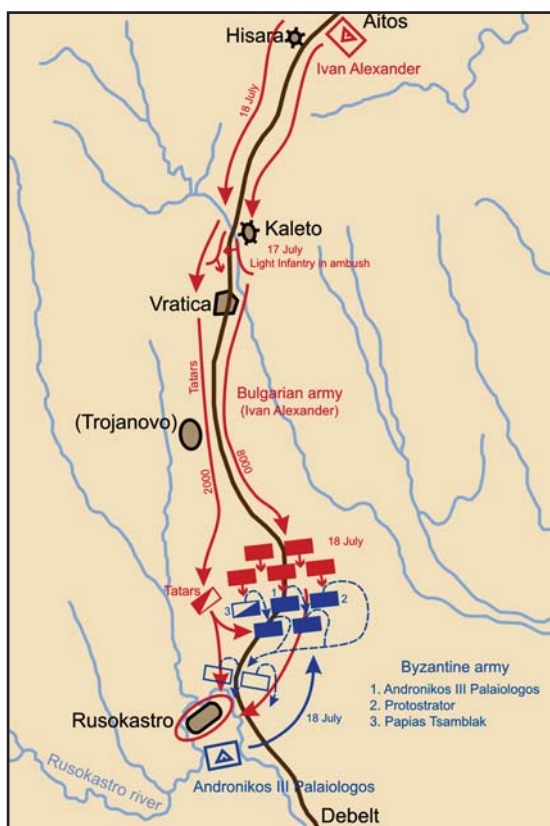 Aitos
Hisara
Ivan Alexander
18 July
Kaleto
17 July
Light Infantry in ambush
Vratica
Tatars
Bulgarian army
(Ivan Alexander)
(Trojanovo)
2000
8000
18 July
Tatars
1
2
3
Byzantine army
1. Andronikos III Palaiologos
2. Protostrator
3. Papias Tsamblak
Rusokastro
18 July
Rusokastro river
Andronikos III Palaiologos
Debelt